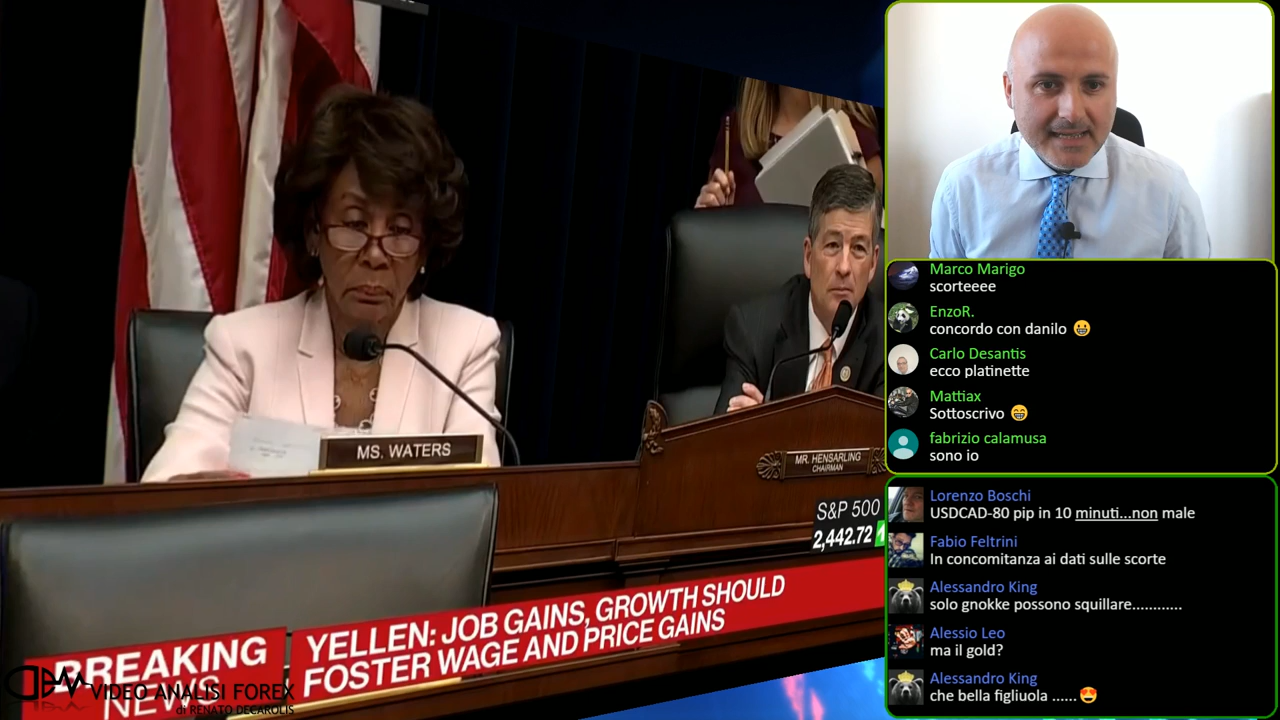 MS. WATERS
MR. HENSARLING
CHAIRMAN
S&P 500
2,442.72
BREAKING
NEWS
YELLEN: JOB GAINS, GROWTH SHOULD
FOSTER WAGE AND PRICE GAINS
VIDEO ANALISI FOREX
di RENATO DECAROLIS
Marco Marigo
scorteeee
EnzoR.
concordo con danilo 😀
Carlo Desantis
ecco platinette
Mattiax
Sottoscrivo 😁
fabrizio calamusa
sono io
Lorenzo Boschi
USDCAD-80 pip in 10 minuti...non male
Fabio Feltrini
In concomitanza ai dati sulle scorte
Alessandro King
solo gnokke possono squillare............
Alessio Leo
ma il gold?
Alessandro King
che bella figliuola ......😍